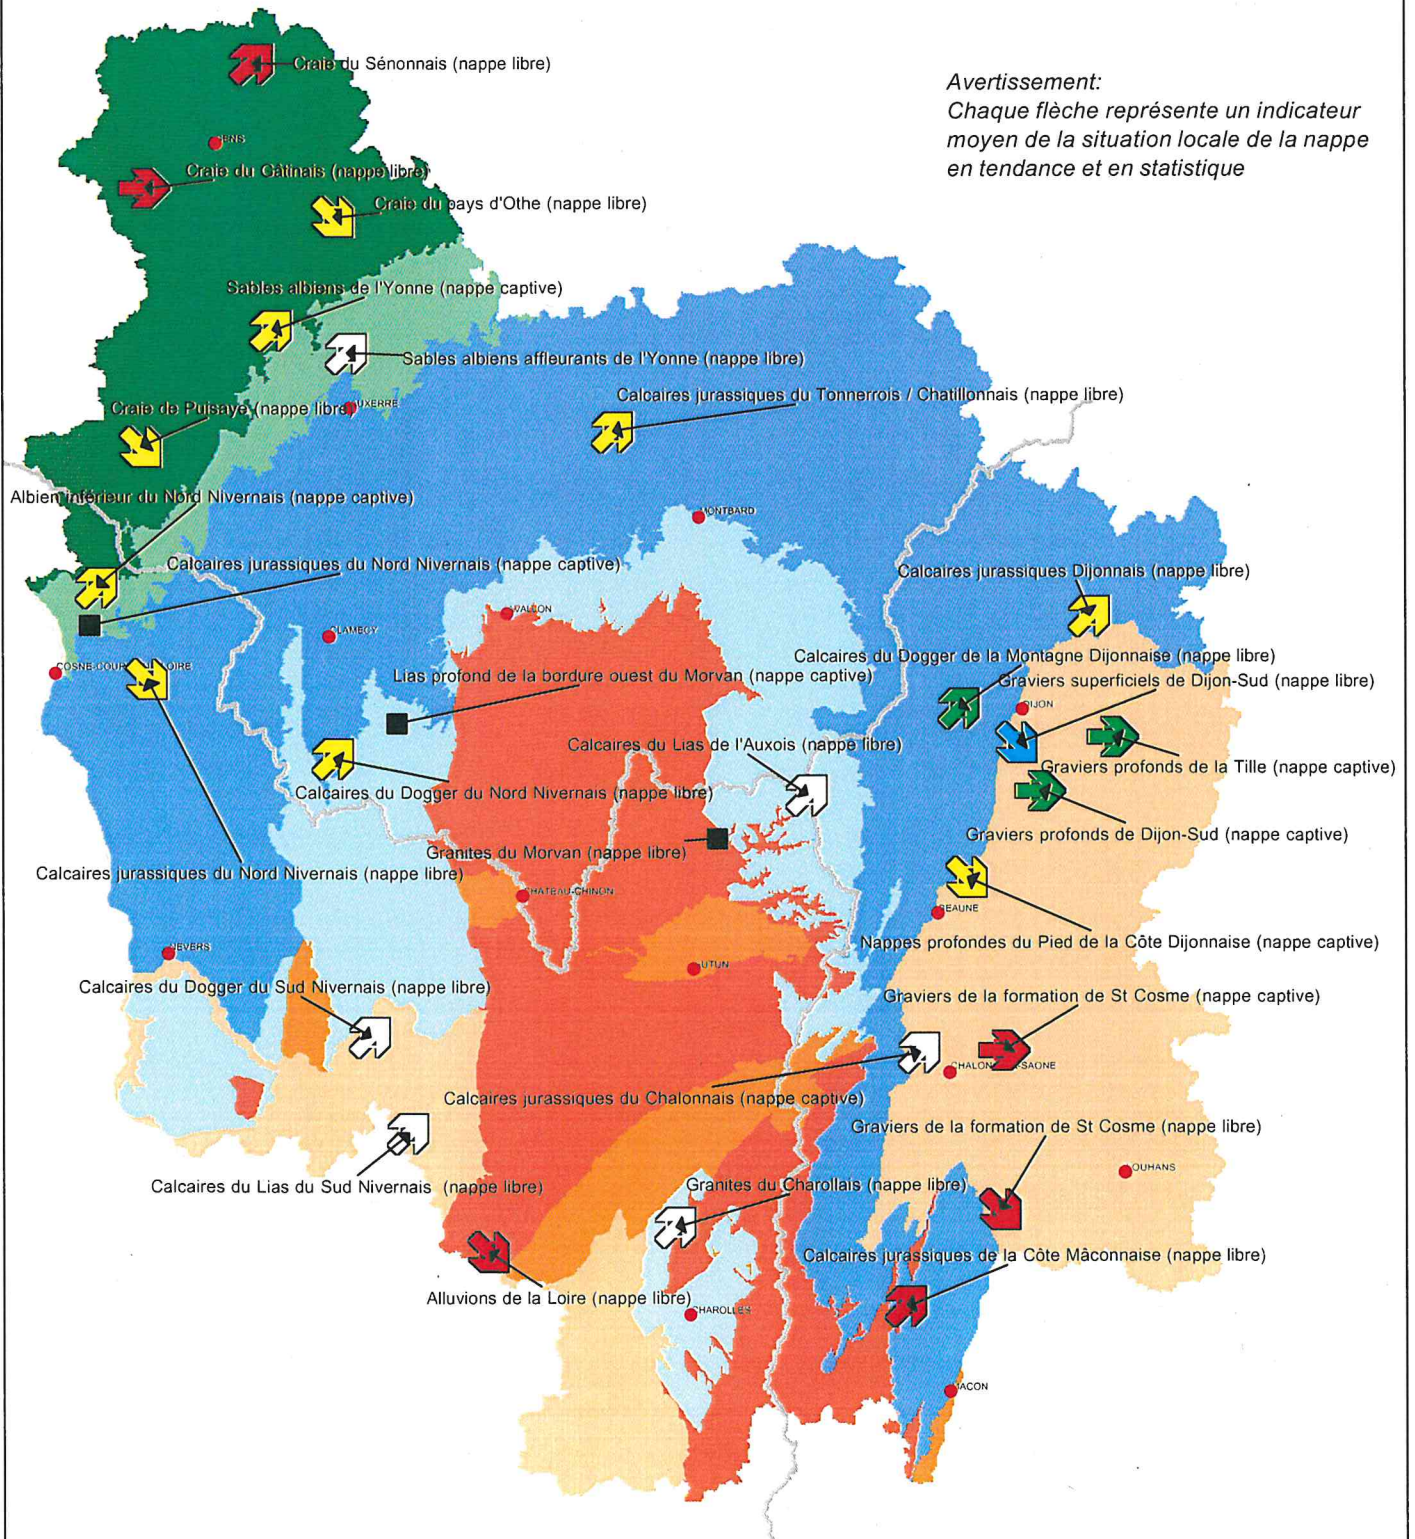 Craie du Sénonnais (nappe libre)
Avertissement:
Chaque flèche représente un indicateur
moyen de la situation locale de la nappe
en tendance et en statistique
SENS
Craie du Gâtinais (nappe libre)
Craie du pays d'Othe (nappe libre)
Sables albiens de l'Yonne (nappe captive)
Sables albiens affleurants de l'Yonne (nappe libre)
Calcaires jurassiques du Tonnerrois / Chatillonnais (nappe libre)
Craie de Puisaye (nappe libre)
UXERRE
Albien inférieur du Nord Nivernais (nappe captive)
MONTBARD
Calcaires jurassiques du Nord Nivernais (nappe captive)
Calcaires jurassiques Dijonnais (nappe libre)
CLAMECY
Calcaires du Dogger de la Montagne Dijonnaise (nappe libre)
Lias profond de la bordure ouest du Morvan (nappe captive)
Graviers superficiels de Dijon-Sud (nappe libre)
DIJON
Calcaires du Lias de l'Auxois (nappe libre)
Graviers profonds de la Tille (nappe captive)
Calcaires du Dogger du Nord Nivernais (nappe libre)
Graviers profonds de Dijon-Sud (nappe captive)
Granites du Morvan (nappe libre)
Calcaires jurassiques du Nord Nivernais (nappe libre)
CHATEAU-CHINON
BEAUNE
Nappes profondes du Pied de la Côte Dijonnaise (nappe captive)
NEVERS
UTUN
Calcaires du Dogger du Sud Nivernais (nappe libre)
Graviers de la formation de St Cosme (nappe captive)
Calcaires jurassiques du Chalonnais (nappe captive)
Graviers de la formation de St Cosme (nappe libre)
OUHANS
Calcaires du Lias du Sud Nivernais (nappe libre)
Granites du Charollais (nappe libre)
Calcaires jurassiques de la Côte Mâconnaise (nappe libre)
Alluvions de la Loire (nappe libre)
CHAROLLES
MACON